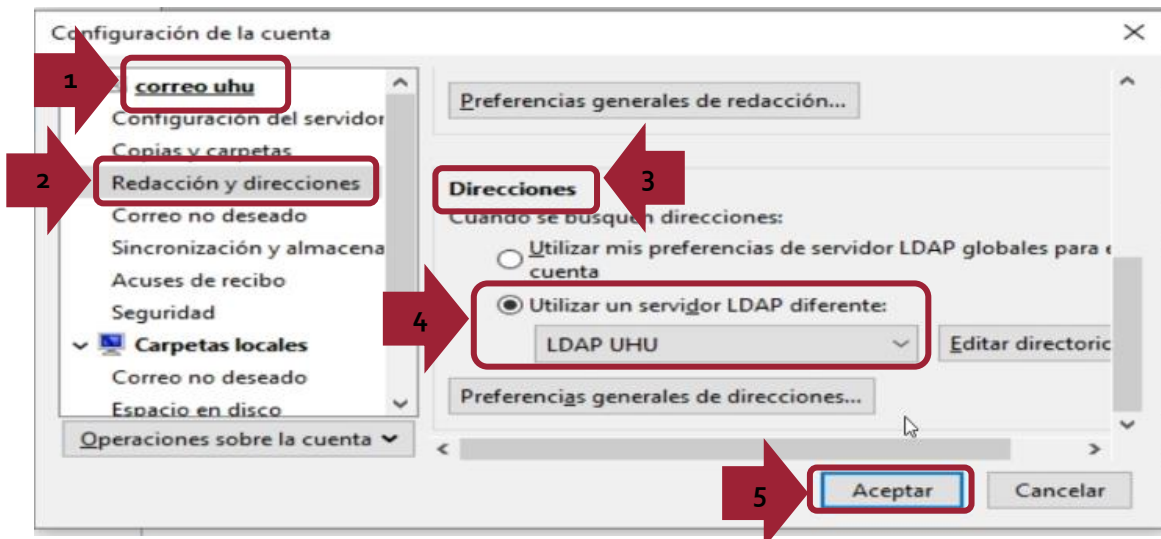 Configuración de la cuenta
1
correo uhu
Configuración del servidor
Copias y carpetas
2
Redacción y direcciones
Correo no deseado
Sincronización y almacena
Acuses de recibo
Seguridad
Carpetas locales
Correo no deseado
Espacio en disco
Operaciones sobre la cuenta
Preferencias generales de redacción...
Direcciones
3
Cuando se busquen direcciones:
Utilizar mis preferencias de servidor LDAP globales para e
cuenta
4
Utilizar un servidor LDAP diferente:
LDAP UHU
Editar directoric
Preferencias generales de direcciones...
5
Aceptar
Cancelar